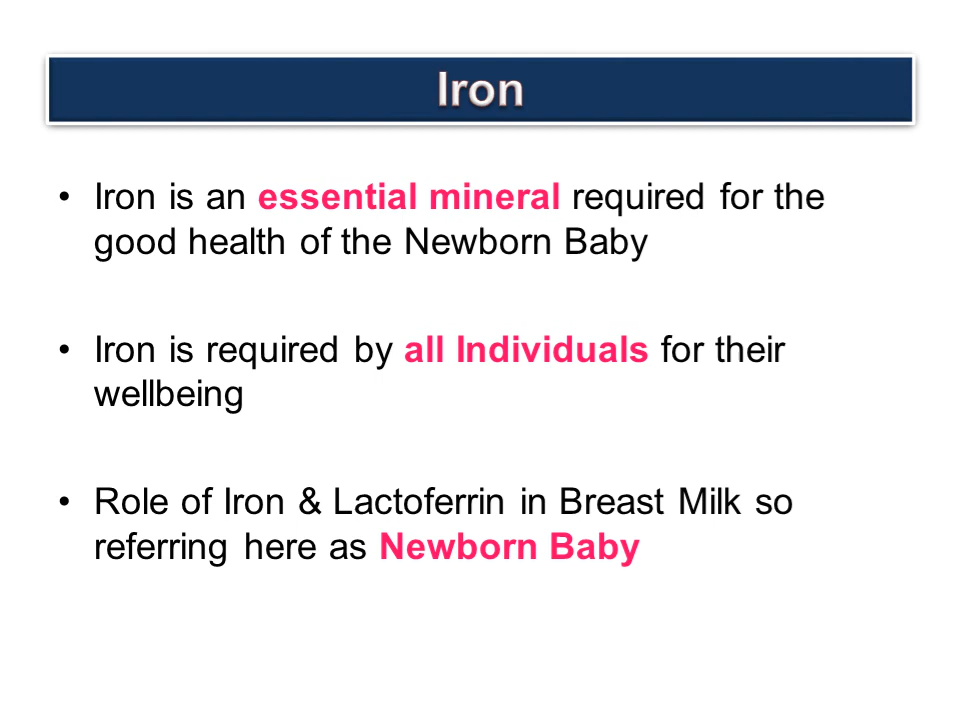 Iron
• Iron is an essential mineral required for the
good health of the Newborn Baby
• Iron is required by all Individuals for their
wellbeing
• Role of Iron & Lactoferrin in Breast Milk so
referring here as Newborn Baby